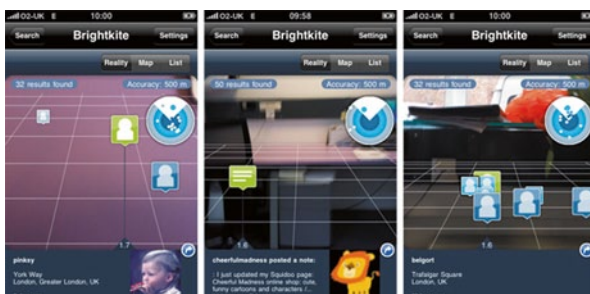 O2-UK E 10:00
Search Brightkite Settings
Reality Map List
32 results found Accuracy: 500 m
1.7
pinksy
York Way
London, Greater London, UK
O2-UK E 09:58
Search Brightkite Settings
Reality Map List
50 results found Accuracy: 500 m
1.6
cheerfulmadness posted a note:
: I just updated my Squidoo page:
Cheerful Madness online shop: cute,
funny cartoons and characters /...
O2-UK E 10:00
Search Brightkite Settings
Reality Map List
32 results found Accuracy: 500 m
1.6
belgort
Trafalgar Square
London, UK